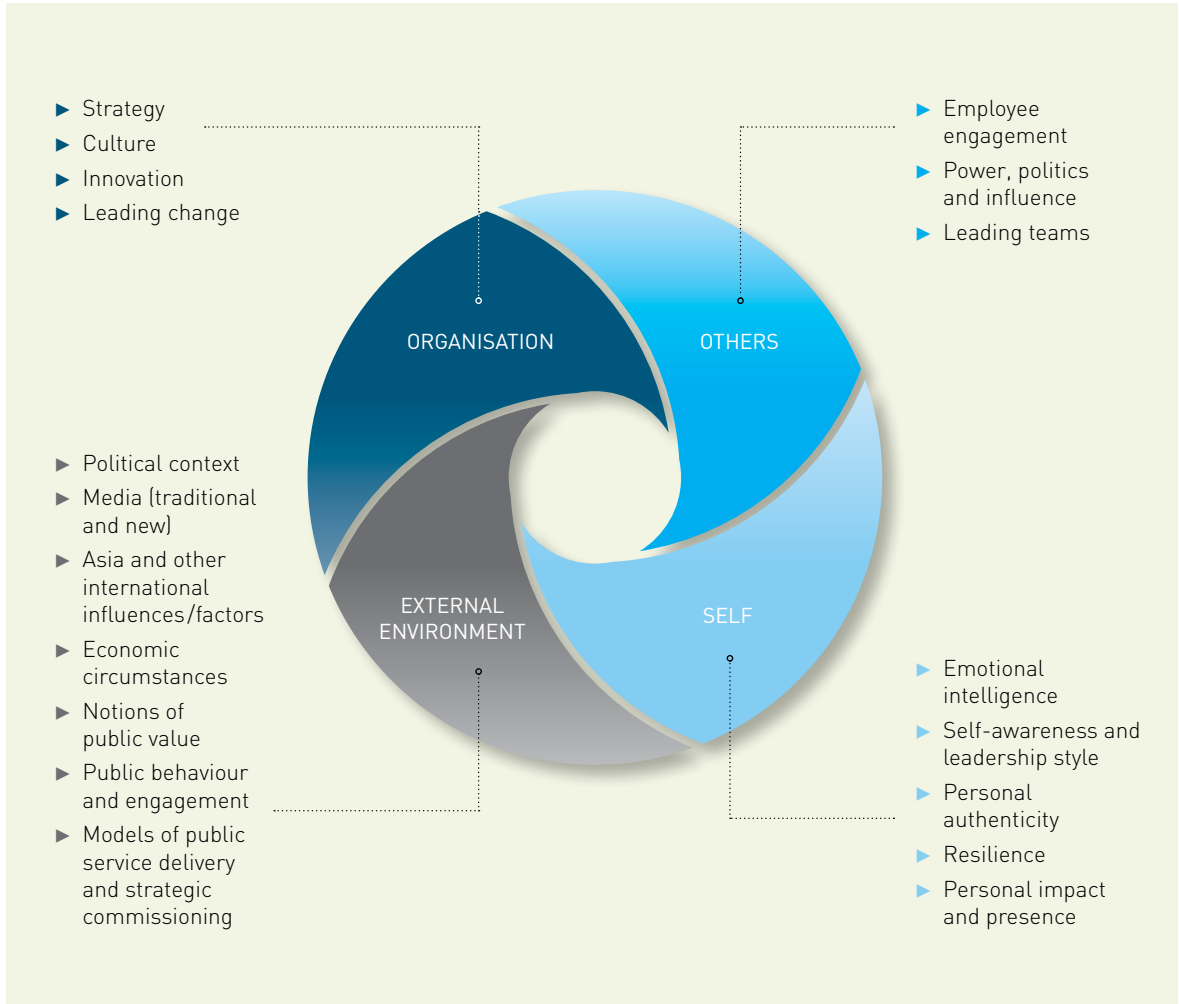 Strategy
Culture
Innovation
Leading change
Employee
engagement
Power, politics
and influence
Leading teams
ORGANISATION
OTHERS
Political context
Media (traditional
and new)
Asia and other
international
influences/factors
Economic
circumstances
Notions of
public value
Public behaviour
and engagement
Models of public
service delivery
and strategic
commissioning
EXTERNAL
ENVIRONMENT
SELF
Emotional
intelligence
Self-awareness and
leadership style
Personal
authenticity
Resilience
Personal impact
and presence